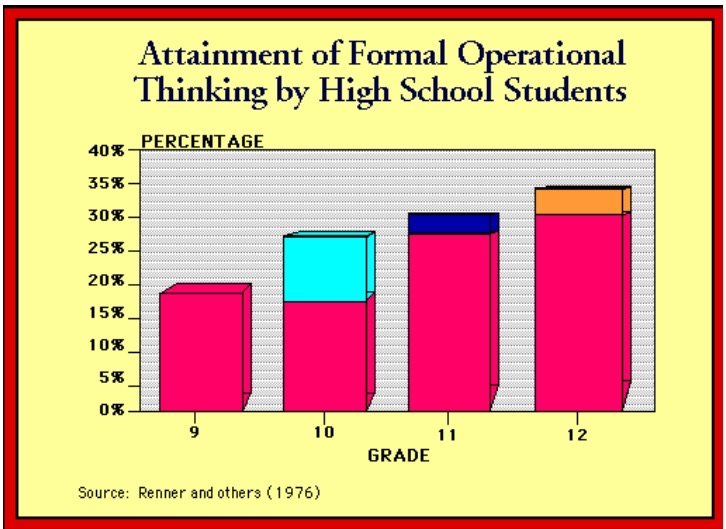 Attainment of Formal Operational
Thinking by High School Students
PERCENTAGE
40%
35%
30%
25%
20%
15%
10%
5%
0%
9 10 11 12
GRADE
Source: Renner and others (1976)